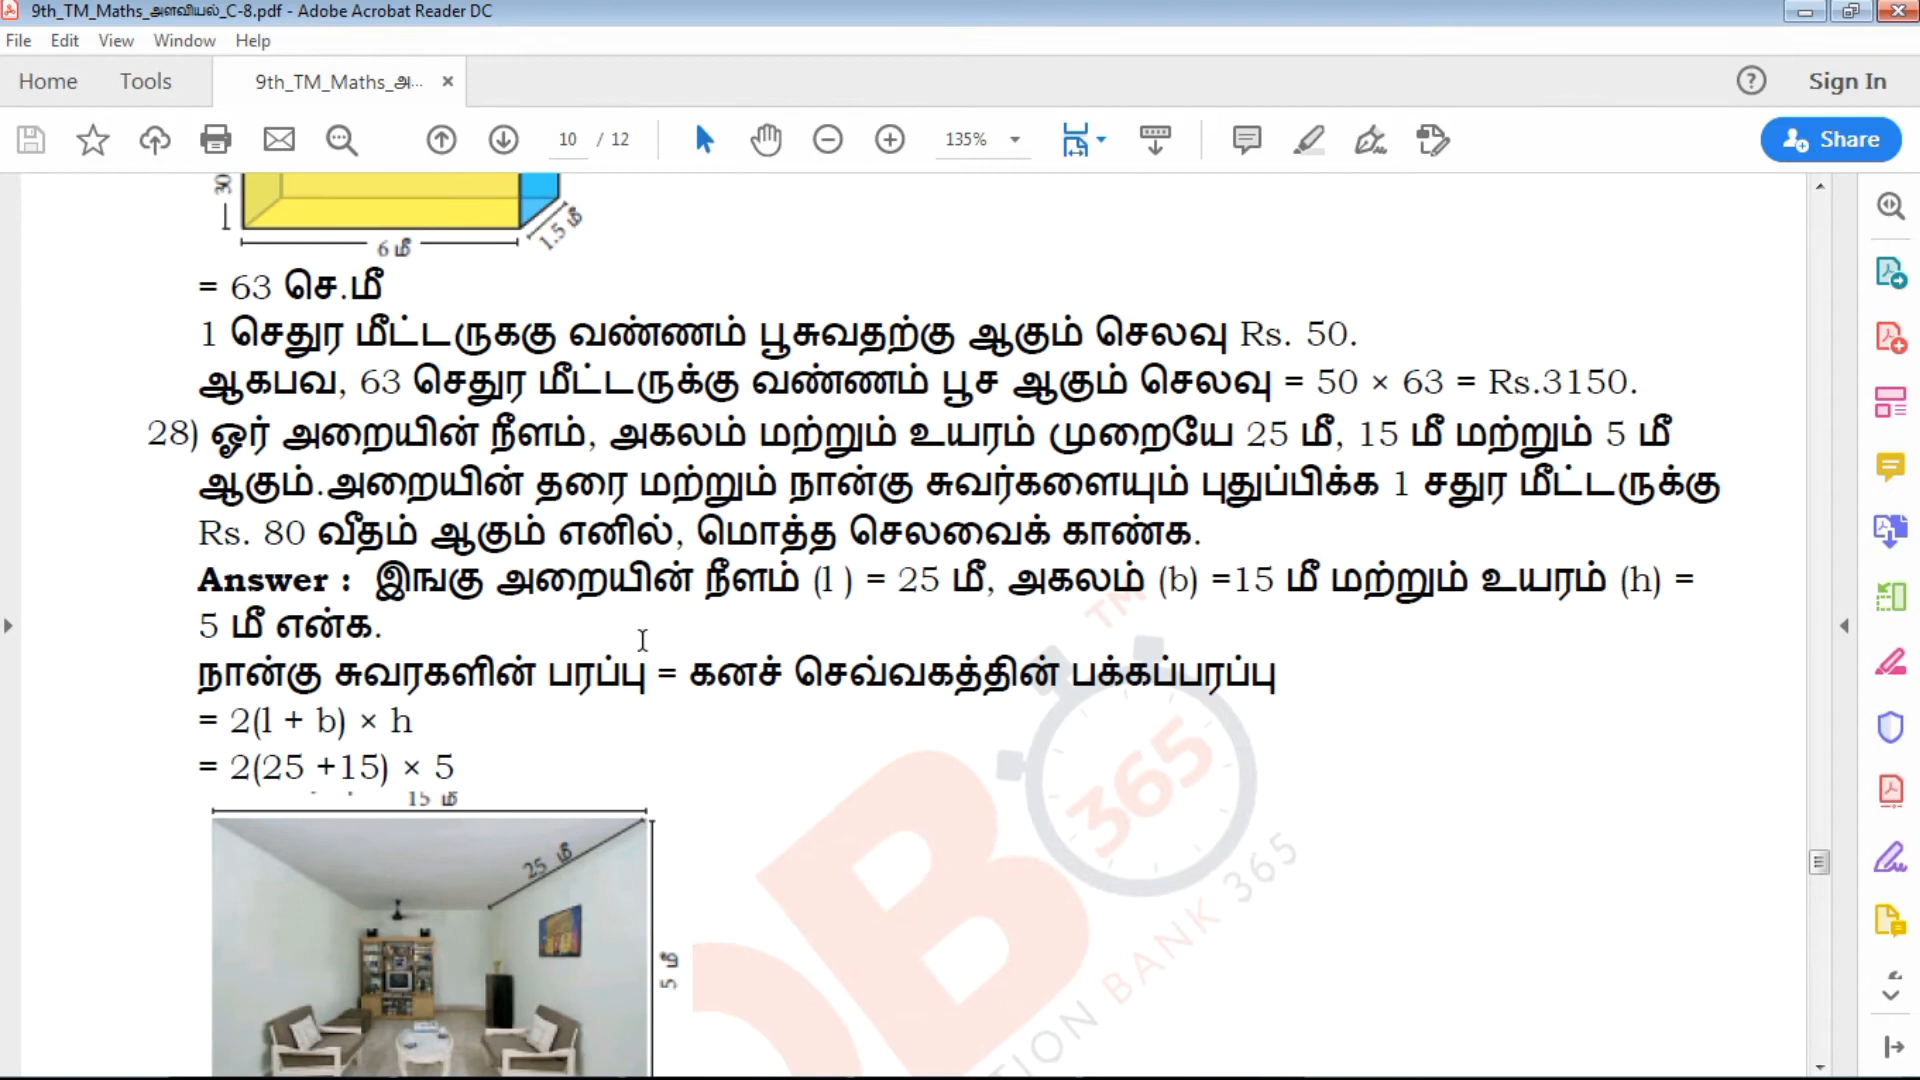 9th_TM_Maths_அளவியல்_C-8.pdf - Adobe Acrobat Reader DC
File Edit View Window Help
Home Tools 9th_TM_Maths_அ... × Sign In
10 / 12 135% Share
30
6 மீ
1.5 மீ
= 63 செ.மீ
1 செதுர மீட்டருககு வண்ணம் பூசுவதற்கு ஆகும் செலவு Rs. 50.
ஆகபவ, 63 செதுர மீட்டருக்கு வண்ணம் பூச ஆகும் செலவு = 50 × 63 = Rs.3150.
28) ஓர் அறையின் நீளம், அகலம் மற்றும் உயரம் முறையே 25 மீ, 15 மீ மற்றும் 5 மீ
ஆகும்.அறையின் தரை மற்றும் நான்கு சுவர்களையும் புதுப்பிக்க 1 சதுர மீட்டருக்கு
Rs. 80 வீதம் ஆகும் எனில், மொத்த செலவைக் காண்க.
Answer : இஙகு அறையின் நீளம் (l ) = 25 மீ, அகலம் (b) =15 மீ மற்றும் உயரம் (h) =
5 மீ என்க.
நான்கு சுவரகளின் பரப்பு = கனச் செவ்வகத்தின் பக்கப்பரப்பு
= 2(l + b) × h
= 2(25 +15) × 5
15 மீ
25 மீ
5 மீ
TM
365
B
TION BANK 365